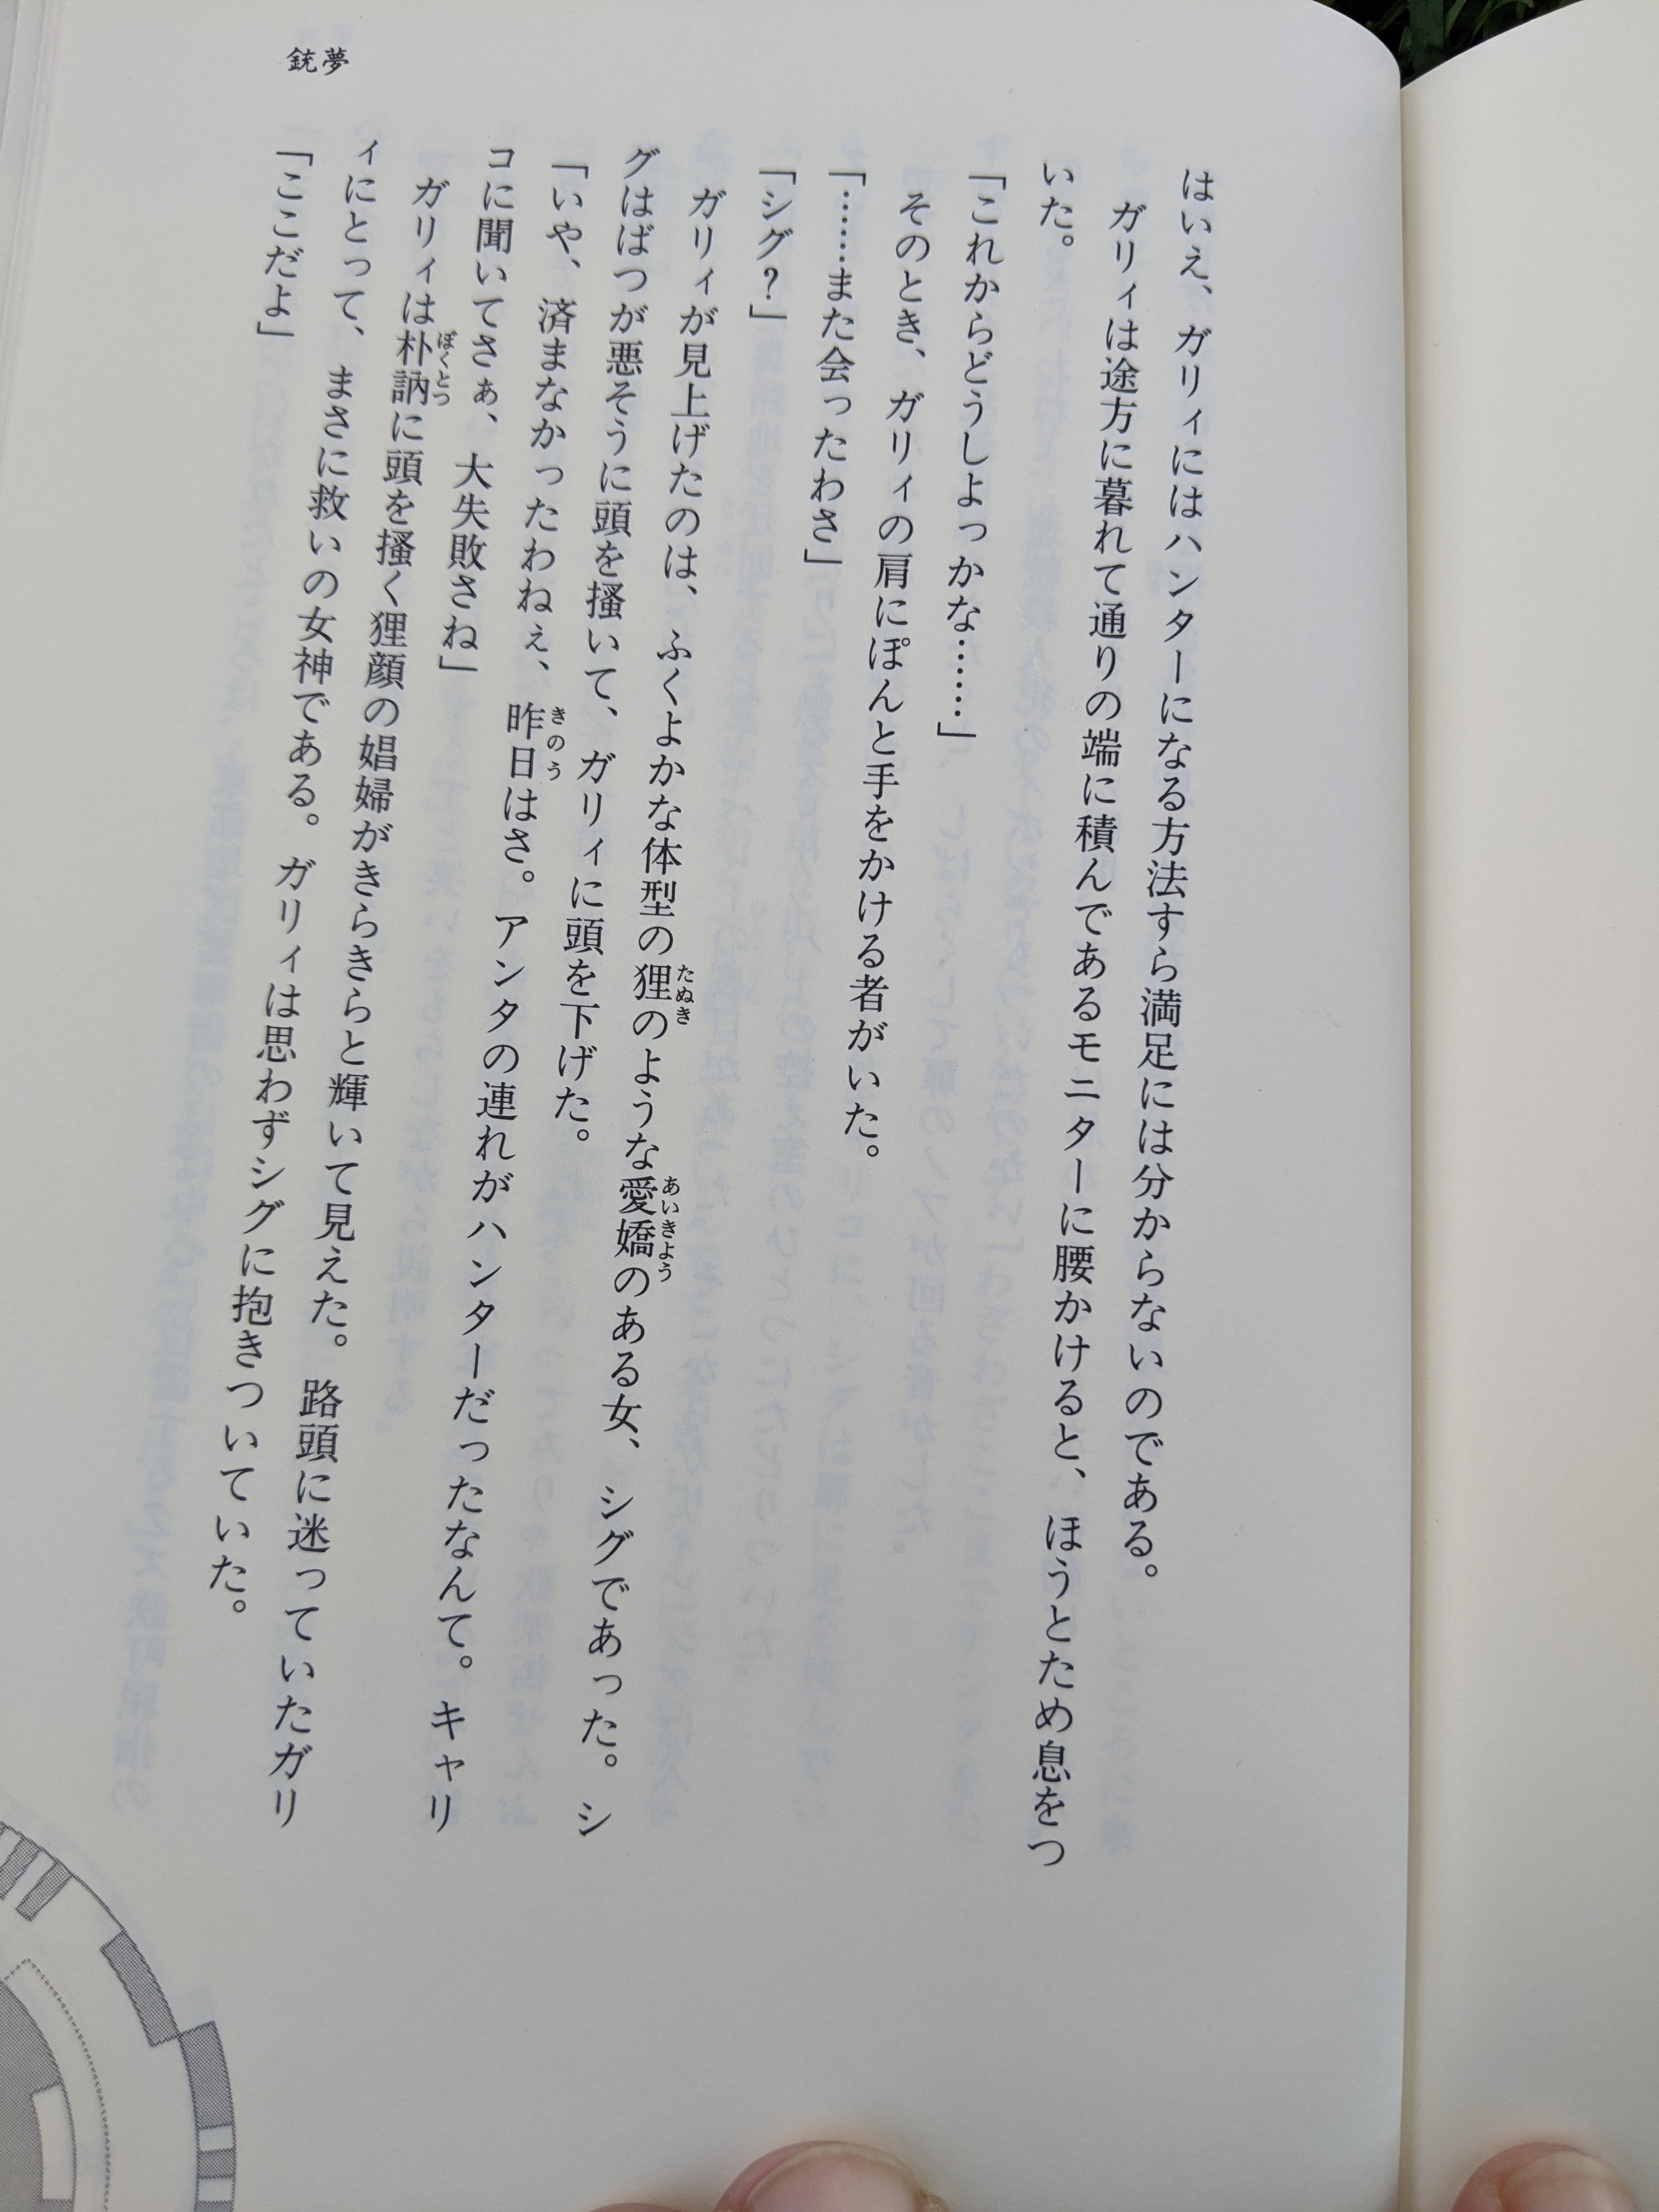 銃夢
はいえ、ガリィにはハンターになる方法すら満足には分からないのである。
ガリィは途方に暮れて通りの端に積んであるモニターに腰かけると、ほうとため息をつ
いた。
「これからどうしよっかな……」
そのとき、ガリィの肩にぽんと手をかける者がいた。
「……また会ったわさ」
「シグ？」
ガリィが見上げたのは、ふくよかな体型の狸のような愛嬌のある女、シグであった。シ
グはばつが悪そうに頭を掻いて、ガリィに頭を下げた。
「いや、済まなかったわねぇ、昨日はさ。アンタの連れがハンターだったなんて。キャリ
コに聞いてさぁ、大失敗さね」
ガリィは朴訥に頭を掻く狸顔の娼婦がきらきらと輝いて見えた。路頭に迷っていたガリ
ィにとって、まさに救いの女神である。ガリィは思わずシグに抱きついていた。
「ここだよ」